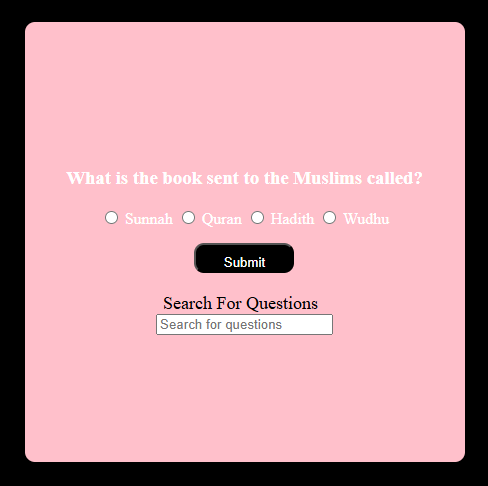 What is the book sent to the Muslims called?
Sunnah Quran Hadith Wudhu
Submit
Search For Questions
Search for questions